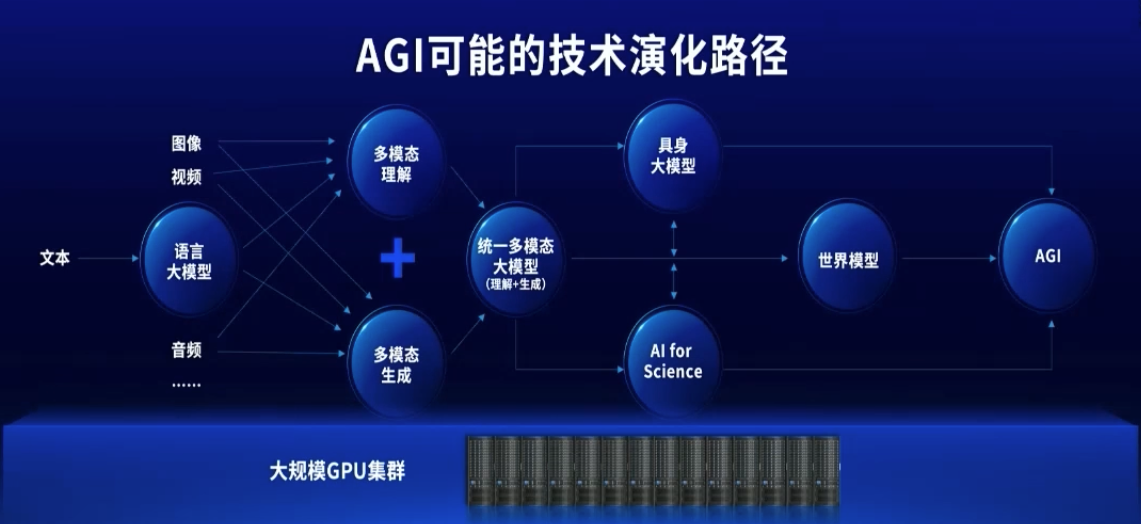 AGI可能的技术演化路径
图像
视频
文本
语言
大模型
音频
......
多模态
理解
多模态
生成
统一多模态
大模型
(理解+生成)
具身
大模型
AI for
Science
世界模型
AGI
大规模GPU集群